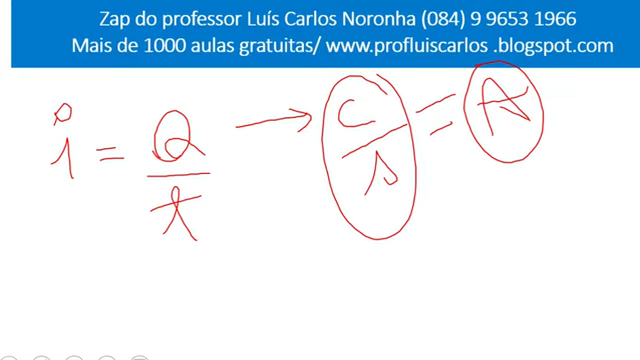 Zap do professor Luís Carlos Noronha (084) 9 9653 1966
Mais de 1000 aulas gratuitas/ www.profluiscarlos .blogspot.com
i = Q/t → C/s = A